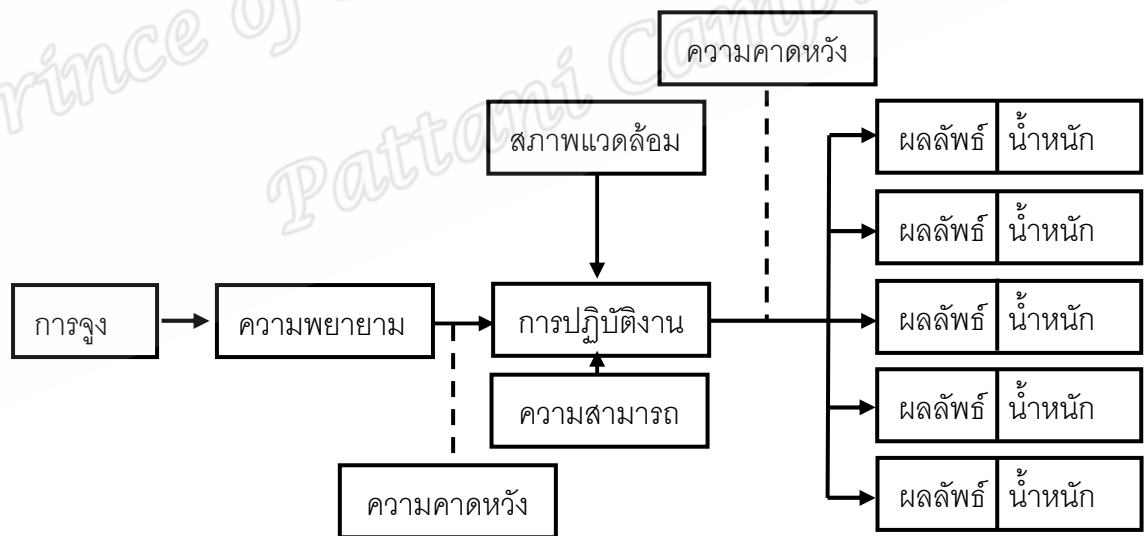 rince of
Pattani Camp
ความคาดหวัง
สภาพแวดล้อม
ผลลัพธ์ น้ำหนัก
ผลลัพธ์ น้ำหนัก
การจูง ความพยายาม การปฏิบัติงาน ผลลัพธ์ น้ำหนัก
ความสามารถ ผลลัพธ์ น้ำหนัก
ความคาดหวัง ผลลัพธ์ น้ำหนัก